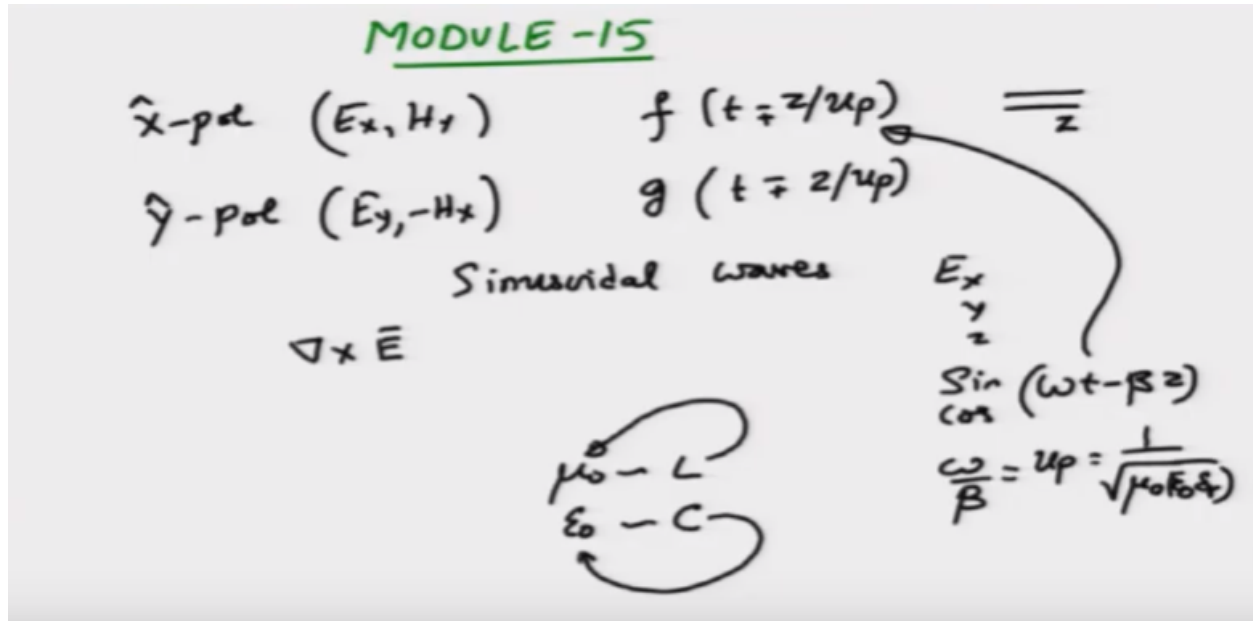 MODULE-15
x̂-pol (Ex, Hy) f (t ∓ z/up) z
ŷ-pol (Ey, -Hx) g (t ∓ z/up)
Sinusoidal waves Ex
y
z
∇ x Ē
Sin (ωt-βz)
cos
μ0 - L
ω/β = up = 1/√(μ0ε0εr)
ε0 - C